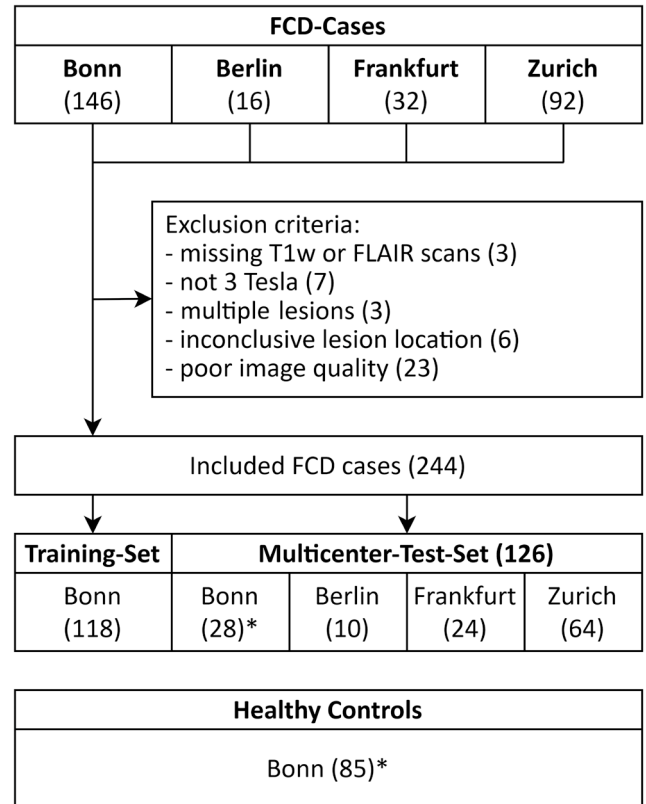 FCD-Cases
Bonn Berlin Frankfurt Zurich
(146) (16) (32) (92)
Exclusion criteria:
- missing T1w or FLAIR scans (3)
- not 3 Tesla (7)
- multiple lesions (3)
- inconclusive lesion location (6)
- poor image quality (23)
Included FCD cases (244)
Training-Set Multicenter-Test-Set (126)
Bonn Bonn Berlin Frankfurt Zurich
(118) (28)* (10) (24) (64)
Healthy Controls
Bonn (85)*